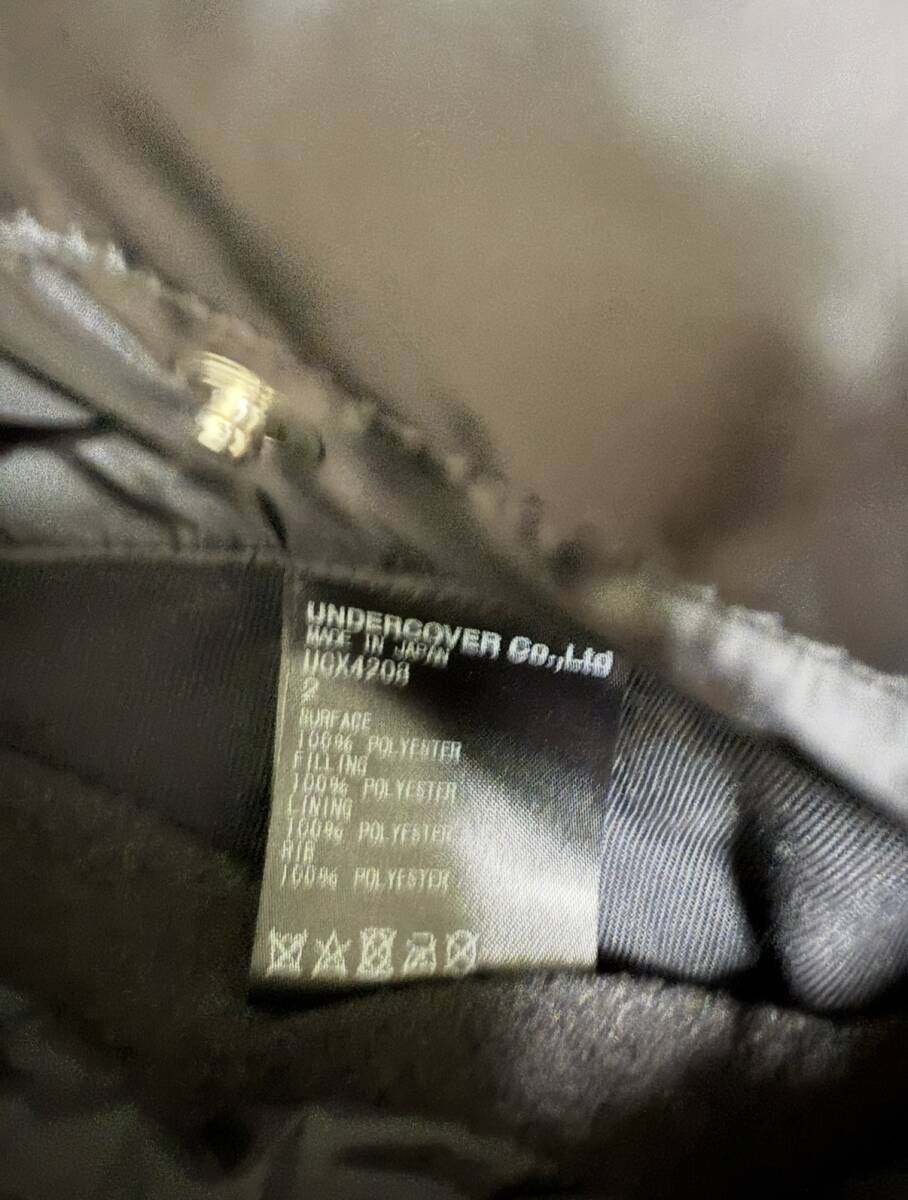 UNDERCOVER Co.,Ltd
MADE IN JAPAN
UCX4208
2
SURFACE
100% POLYESTER
FILLING
100% POLYESTER
LINING
100% POLYESTER
RIB
100% POLYESTER